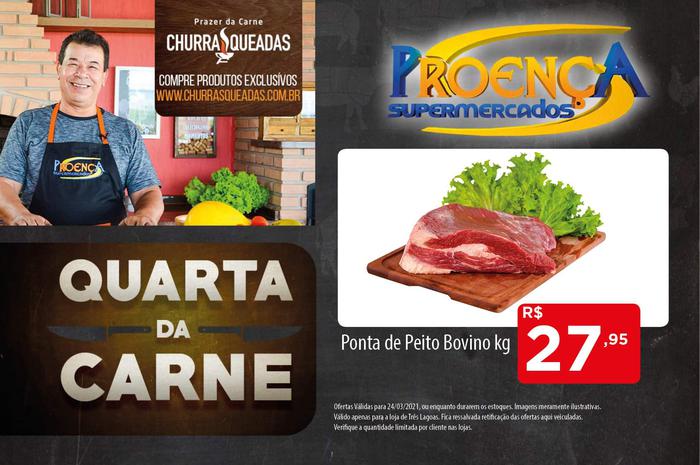 Prazer da Carne
CHURRASQUEADAS
COMPRE PRODUTOS EXCLUSÍVOS
WWW.CHURRASQUEADAS.COM.BR
PROENÇA
SUPERMERCADOS
PROENÇA
SUPERMERCADOS
QUARTA
DA
CARNE
Ponta de Peito Bovino kg
R$
27,95
Ofertas Válidas para 24/03/2021, ou enquanto durarem os estoques. Imagens meramente ilustrativas.
Válido apenas para a loja de Três Lagoas. Fica ressalvada retificação das ofertas aqui veiculadas.
Verifique a quantidade limitada por cliente nas lojas.